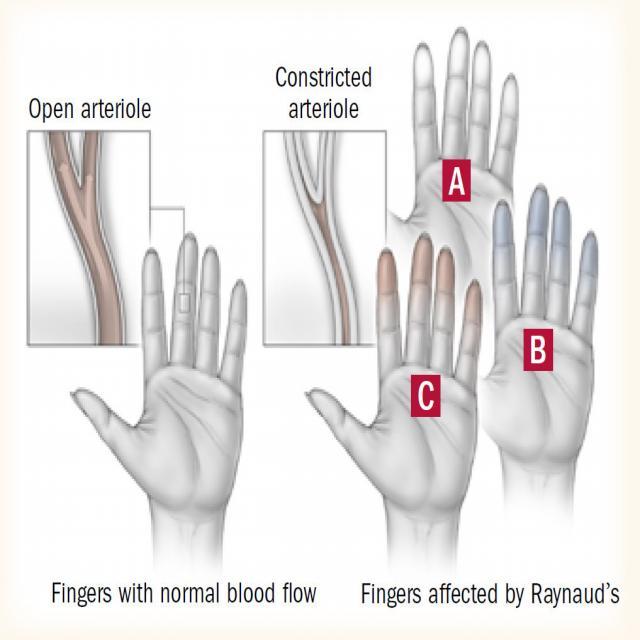 Open arteriole
Constricted
arteriole
A
B
C
Fingers with normal blood flow
Fingers affected by Raynaud's